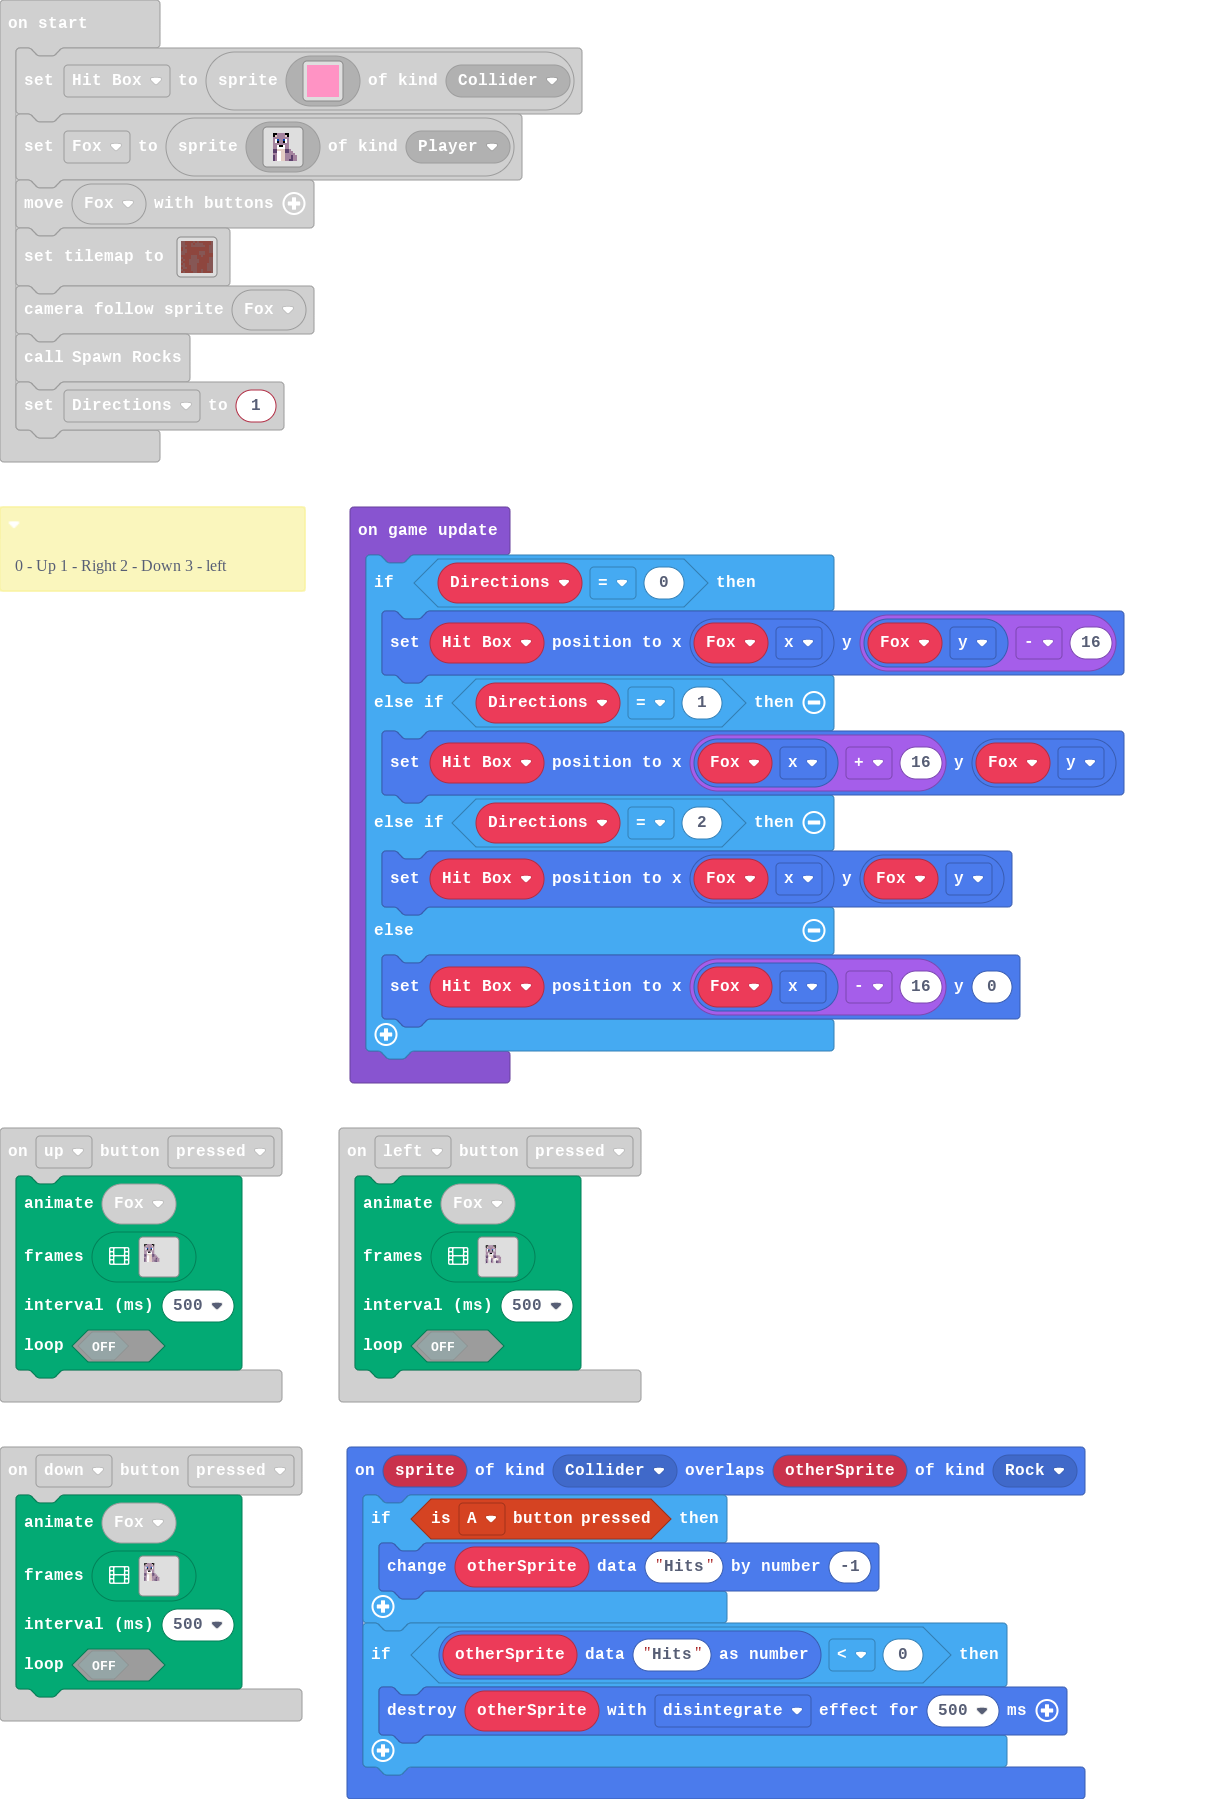 on start
set Hit Box to sprite of kind Collider
set Fox to sprite of kind Player
move Fox with buttons
set tilemap to
camera follow sprite Fox
call Spawn Rocks
set Directions to 1
0 - Up 1 - Right 2 - Down 3 - left
on game update
if Directions = 0 then
set Hit Box position to x Fox x y Fox y - 16
else if Directions = 1 then
set Hit Box position to x Fox x + 16 y Fox y
else if Directions = 2 then
set Hit Box position to x Fox x y Fox y
else
set Hit Box position to x Fox x - 16 y 0
on up button pressed
animate Fox
frames
interval (ms) 500
loop OFF
on left button pressed
animate Fox
frames
interval (ms) 500
loop OFF
on down button pressed
animate Fox
frames
interval (ms) 500
loop OFF
on sprite of kind Collider overlaps otherSprite of kind Rock
if is A button pressed then
change otherSprite data "Hits" by number -1
if otherSprite data "Hits" as number < 0 then
destroy otherSprite with disintegrate effect for 500 ms